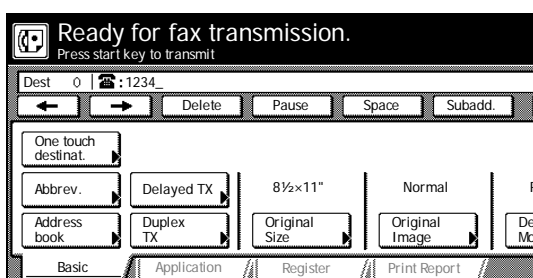 Ready for fax transmission.
Press start key to transmit
Dest 0 ☎:1234_
← → Delete Pause Space Subadd.
One touch
destinat.
Abbrev. Delayed TX 8½×11" Normal
Address Duplex Original Original
book TX Size Image
Basic Application Register Print Report